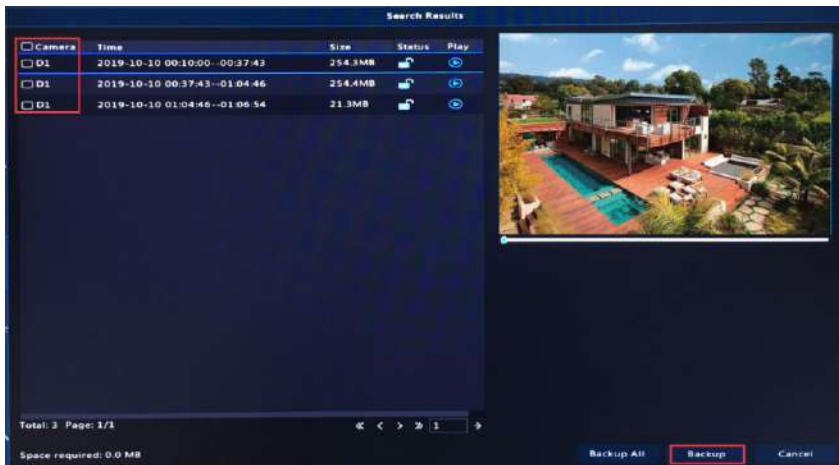 Search Results
Camera Time Size Status Play
D1 2019-10-10 00:10:00--00:37:43 254.3MB
D1 2019-10-10 00:37:43--01:04:46 254.4MB
D1 2019-10-10 01:04:46--01:06:54 21.3MB
Total: 3 Page: 1/1 1
Space required: 0.0 MB Backup All Backup Cancel